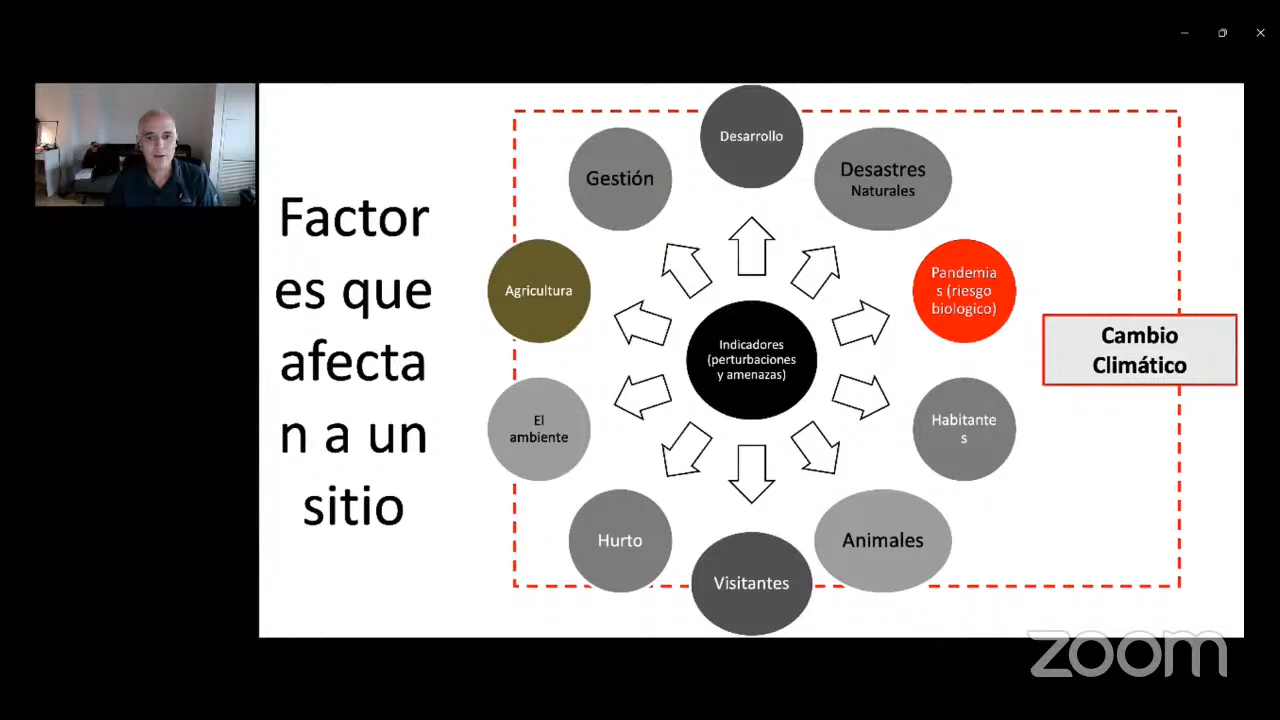 Factor
es que
afecta
n a un
sitio
Desarrollo
Desastres
Naturales
Pandemia
s (riesgo
biologico)
Habitante
s
Animales
Visitantes
Hurto
El
ambiente
Agricultura
Gestión
Indicadores
(perturbaciones
y amenazas)
Cambio
Climático
zoom